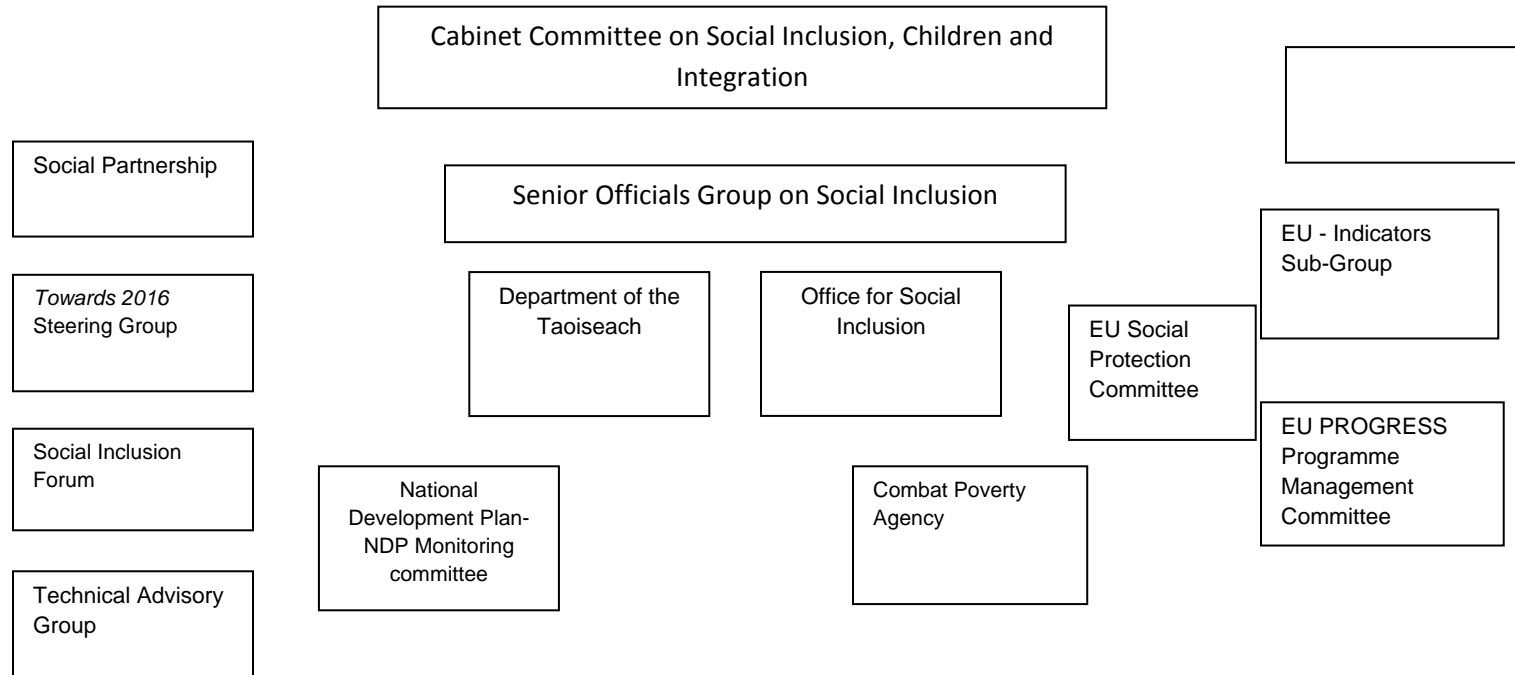 Cabinet Committee on Social Inclusion, Children and
Integration
Social Partnership
Senior Officials Group on Social Inclusion
EU - Indicators
Sub-Group
Towards 2016
Steering Group
Department of the
Taoiseach
Office for Social
Inclusion
EU Social
Protection
Committee
EU PROGRESS
Programme
Management
Committee
Social Inclusion
Forum
National
Development Plan-
NDP Monitoring
committee
Combat Poverty
Agency
Technical Advisory
Group